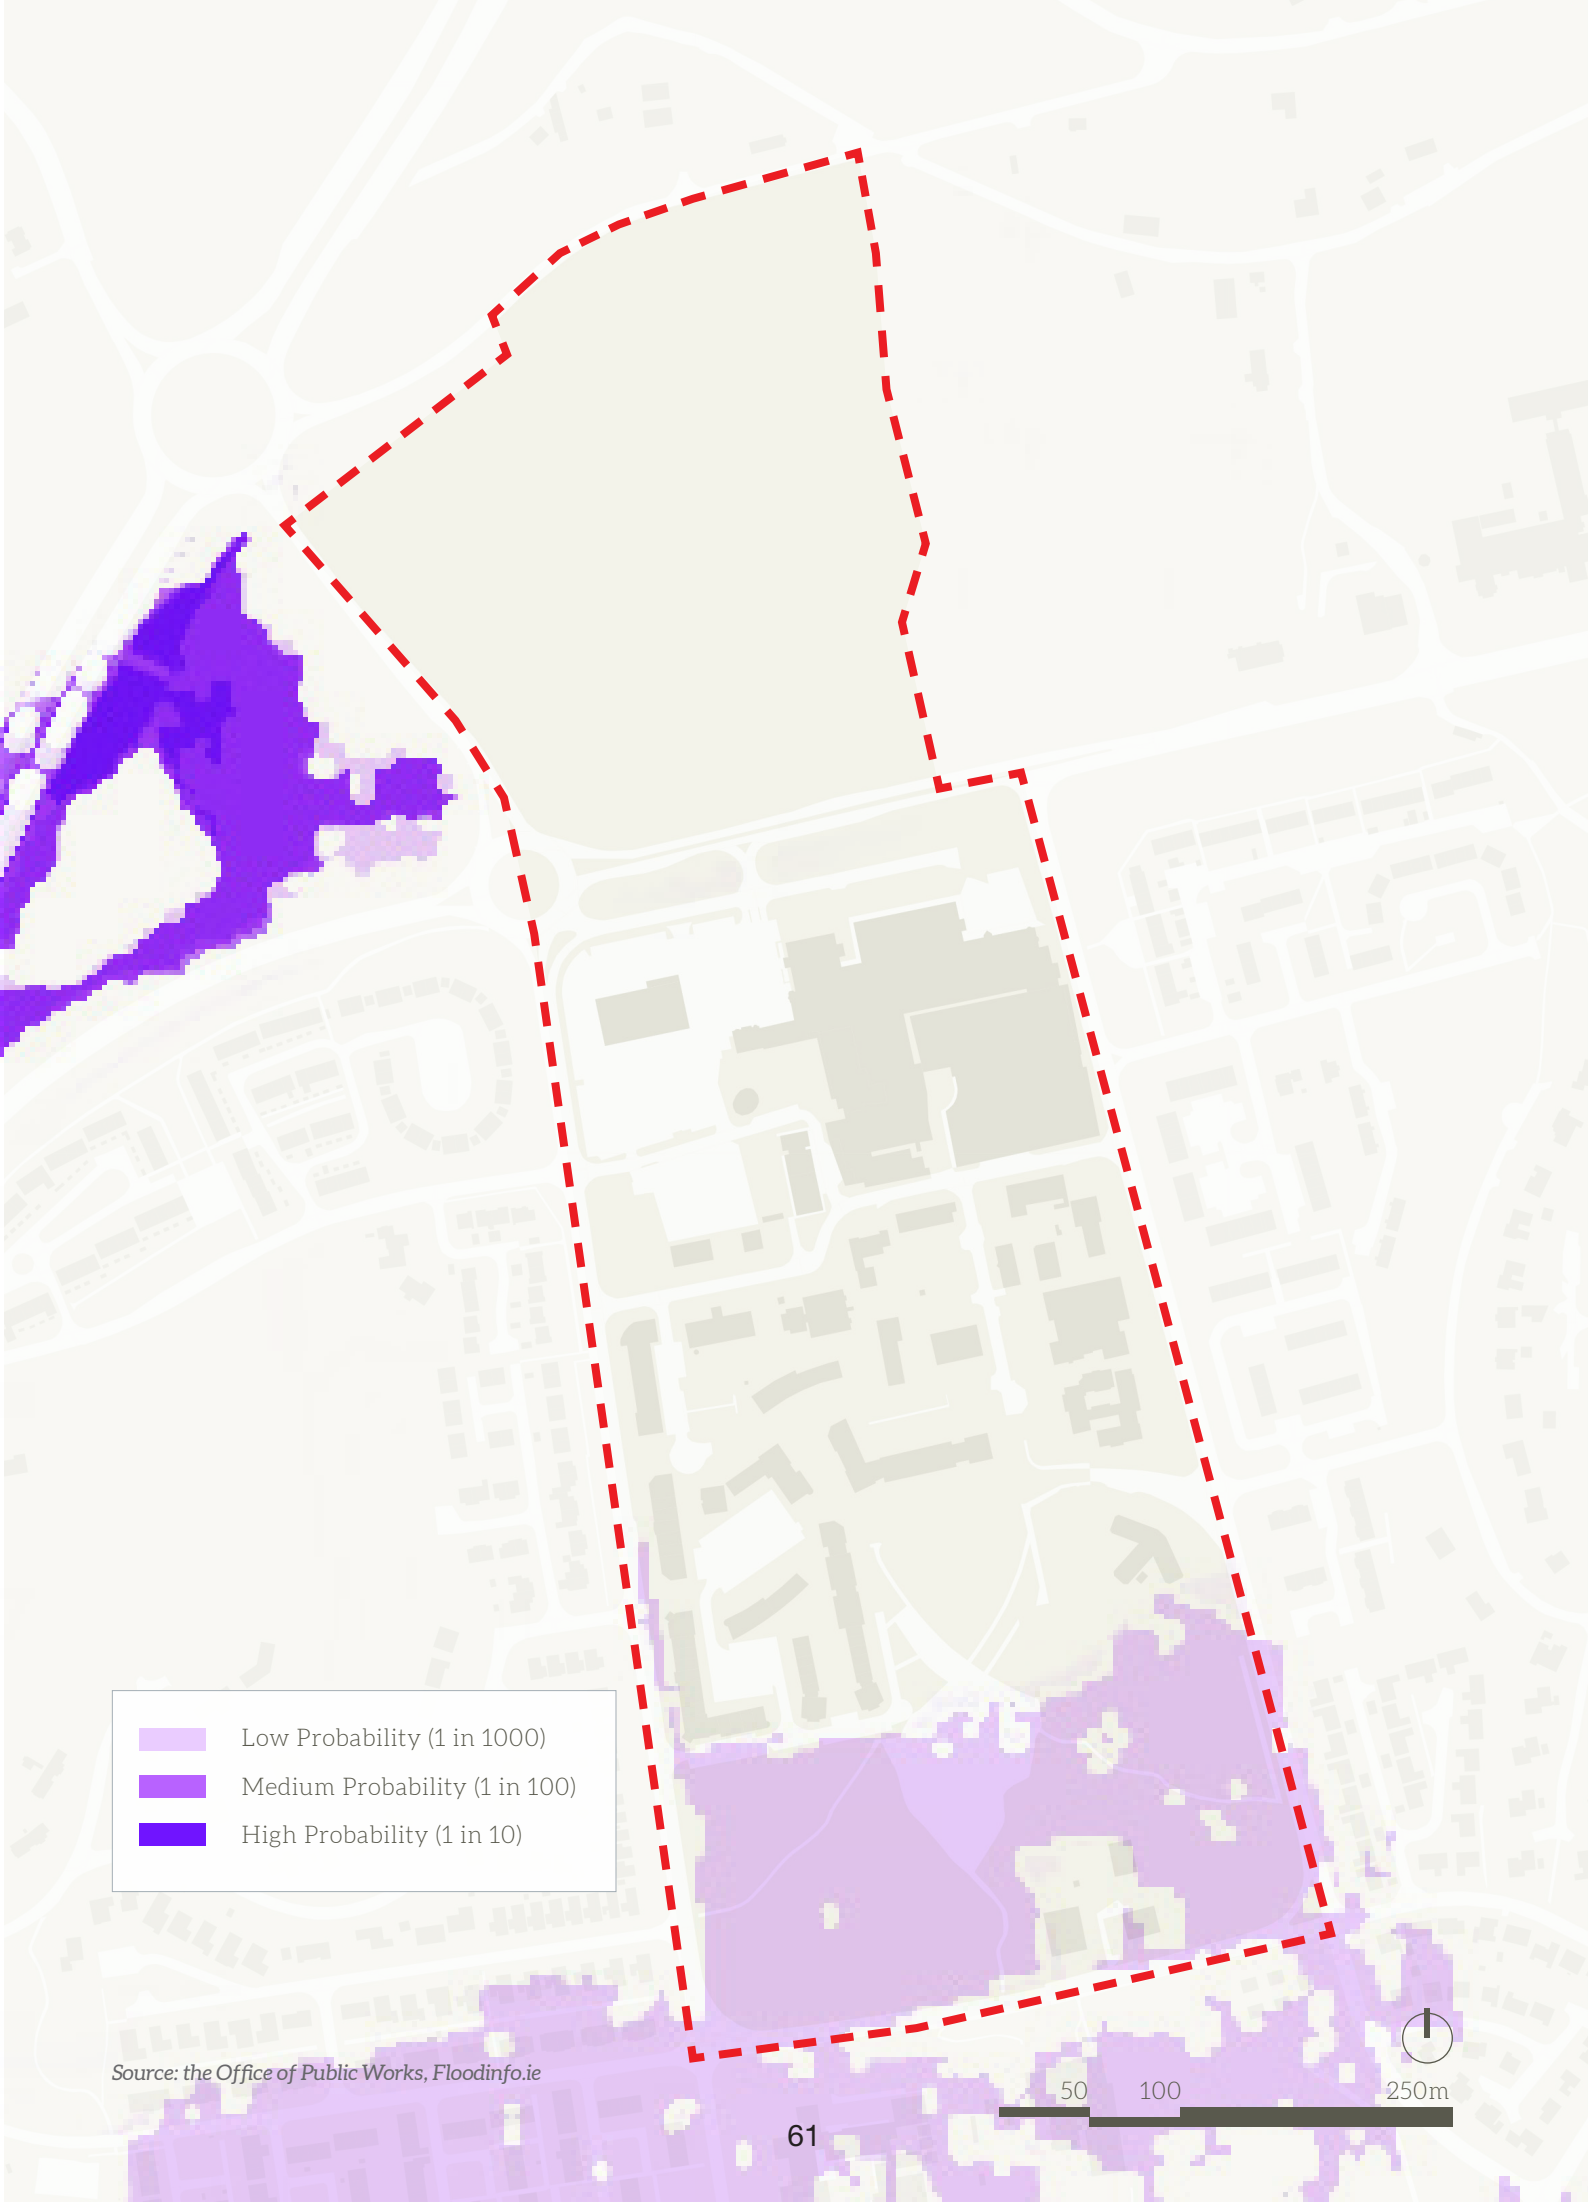 Low Probability (1 in 1000)
Medium Probability (1 in 100)
High Probability (1 in 10)
Source: the Office of Public Works, Floodinfo.ie
50 100 250m
61